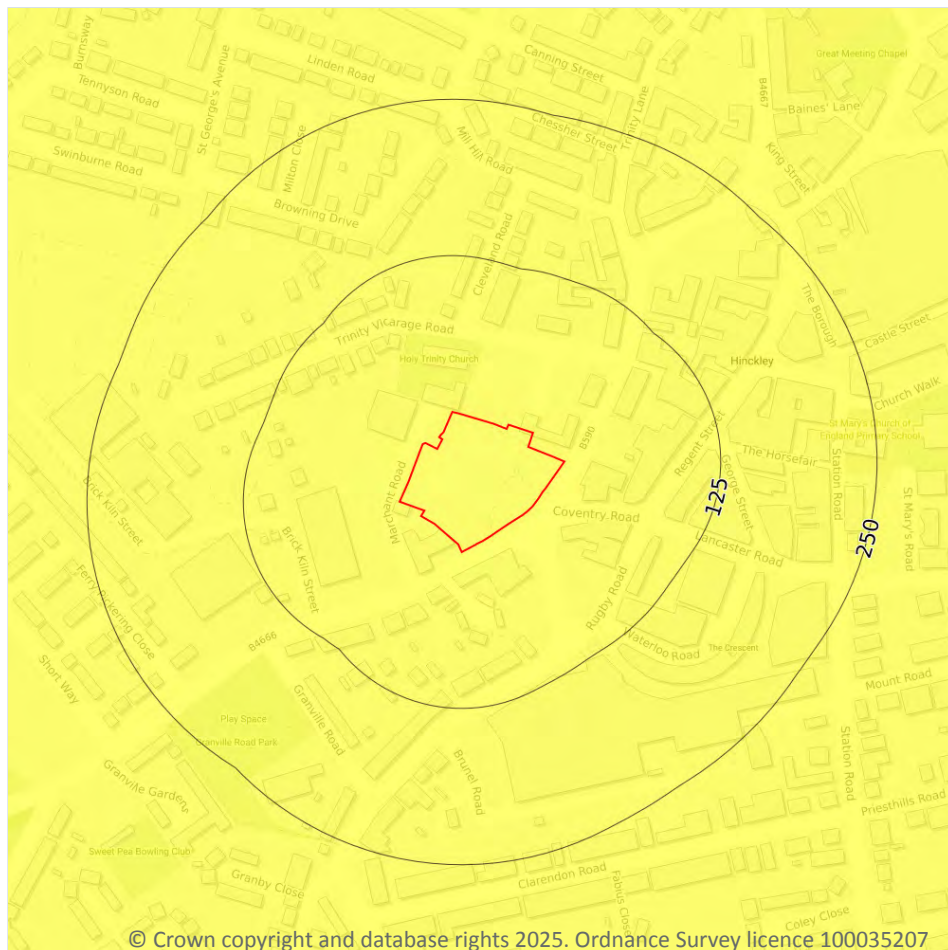 Burnsway
Tennyson Road
St George's Avenue
Linden Road
Canning Street
B4667
Great Meeting Chapel
Baines' Lane
Trinity Lane
Chessher Street
Mill Hill Road
King Street
Swinburne Road
Milton Close
Browning Drive
Cleveland Road
The Borough
Castle Street
Trinity Vicarage Road
Holy Trinity Church
Hinckley
Church Walk
St Mary's Church of
England Primary School
B590
Regent Street
The Horsefair
Station Road
George Street
125
St Mary's Road
Marchant Road
Coventry Road
Brick Kiln Street
250
Brick Kiln Street
Lancaster Road
Ferry Pickering Close
Rugby Road
B4666
Waterloo Road
The Crescent
Short Way
Mount Road
Granville Road
Play Space
Granville Road Park
Brunel Road
Station Road
Granville Gardens
Priesthills Road
Sweet Pea Bowling Club
Granby Close
Clarendon Road
Fabius Close
Coley Close
© Crown copyright and database rights 2025. Ordnance Survey licence 100035207